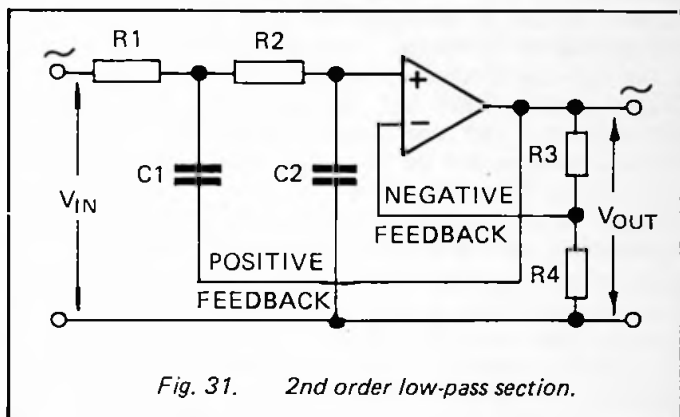 R1
R2
∼
∼
+
−
R3
C1
C2
NEGATIVE
FEEDBACK
VIN
VOUT
POSITIVE
FEEDBACK
R4
Fig. 31. 2nd order low-pass section.